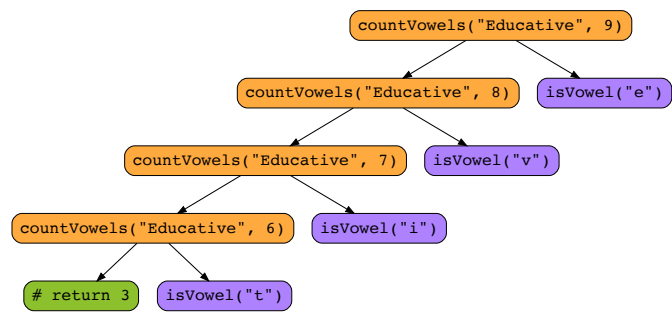 countVowels("Educative", 9)
countVowels("Educative", 8)
isVowel("e")
countVowels("Educative", 7)
isVowel("v")
countVowels("Educative", 6)
isVowel("i")
# return 3
isVowel("t")